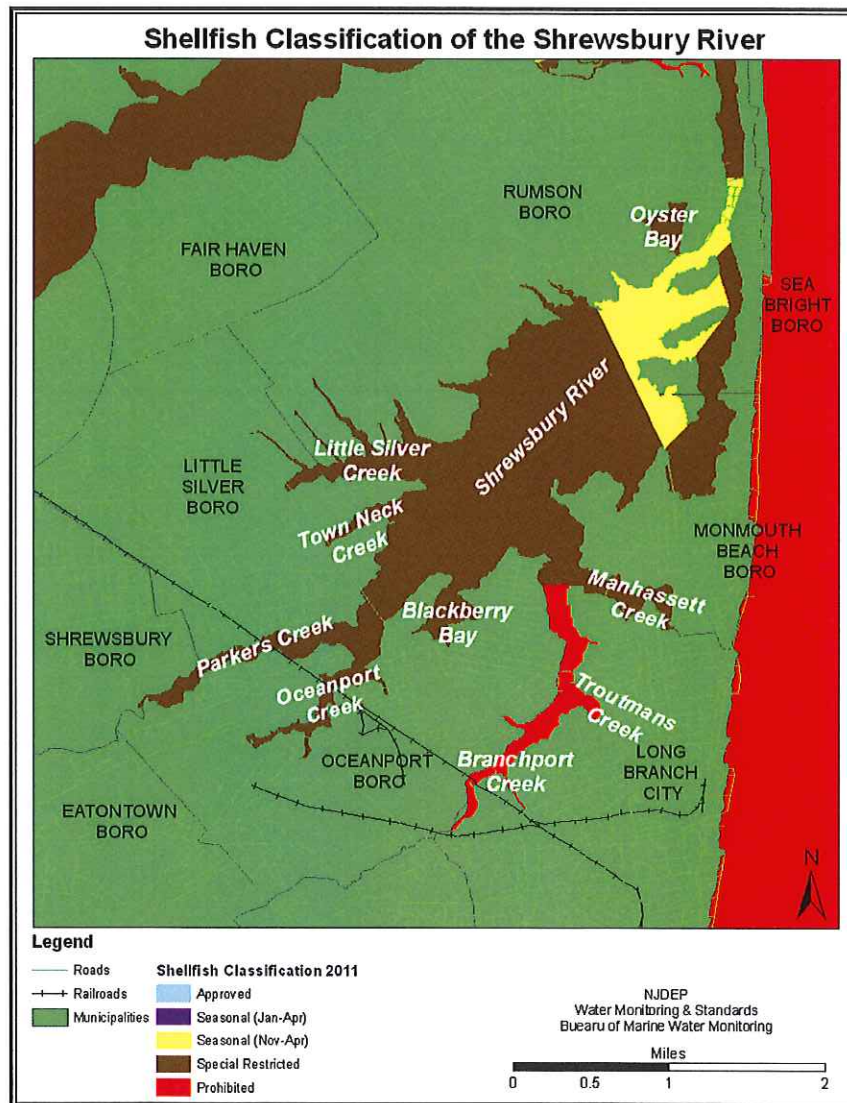 Shellfish Classification of the Shrewsbury River
RUMSON
BORO
Oyster
Bay
FAIR HAVEN
BORO
SEA
BRIGHT
BORO
Shrewsbury River
Little Silver
Creek
LITTLE
SILVER
BORO
Town Neck
Creek
MONMOUTH
BEACH
BORO
Manhassett
Creek
Blackberry
Bay
SHREWSBURY
BORO
Parkers Creek
Oceanport
Creek
Troutmans
Creek
OCEANPORT
BORO
Branchport
Creek
LONG
BRANCH
CITY
EATONTOWN
BORO
N
Legend
Roads
Railroads
Municipalities
Shellfish Classification 2011
Approved
Seasonal (Jan-Apr)
Seasonal (Nov-Apr)
Special Restricted
Prohibited
NJDEP
Water Monitoring & Standards
Buearu of Marine Water Monitoring
Miles
0 0.5 1 2